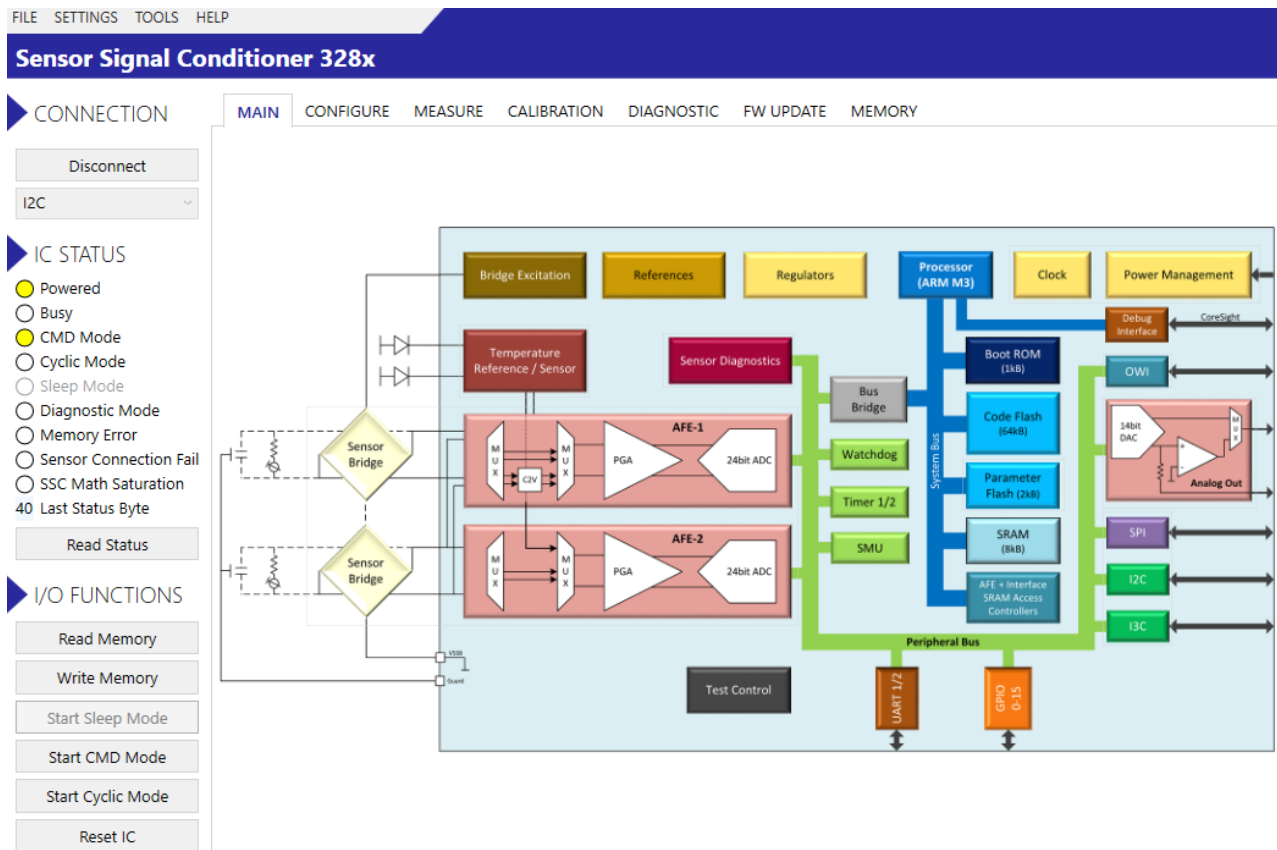 FILE SETTINGS TOOLS HELP
Sensor Signal Conditioner 328x
CONNECTION
Disconnect
I2C
IC STATUS
Powered
Busy
CMD Mode
Cyclic Mode
Sleep Mode
Diagnostic Mode
Memory Error
Sensor Connection Fail
SSC Math Saturation
40 Last Status Byte
Read Status
I/O FUNCTIONS
Read Memory
Write Memory
Start Sleep Mode
Start CMD Mode
Start Cyclic Mode
Reset IC
MAIN CONFIGURE MEASURE CALIBRATION DIAGNOSTIC FW UPDATE MEMORY
Bridge Excitation
References
Regulators
Processor
(ARM M3)
Clock
Power Management
Debug
Interface
CoreSight
Temperature
Reference / Sensor
Sensor Diagnostics
Boot ROM
(1kB)
OWI
Bus
Bridge
Code Flash
(64kB)
14bit
DAC
MUX
Analog Out
Sensor
Bridge
AFE-1
MUX
C2V
MUX
PGA
24bit ADC
Watchdog
System Bus
Parameter
Flash (2kB)
Timer 1/2
SRAM
(8kB)
SPI
Sensor
Bridge
AFE-2
MUX
MUX
PGA
24bit ADC
SMU
AFE + Interface
SRAM Access
Controllers
I2C
I3C
Peripheral Bus
VSSB
Guard
Test Control
UART 1/2
GPIO
0-15